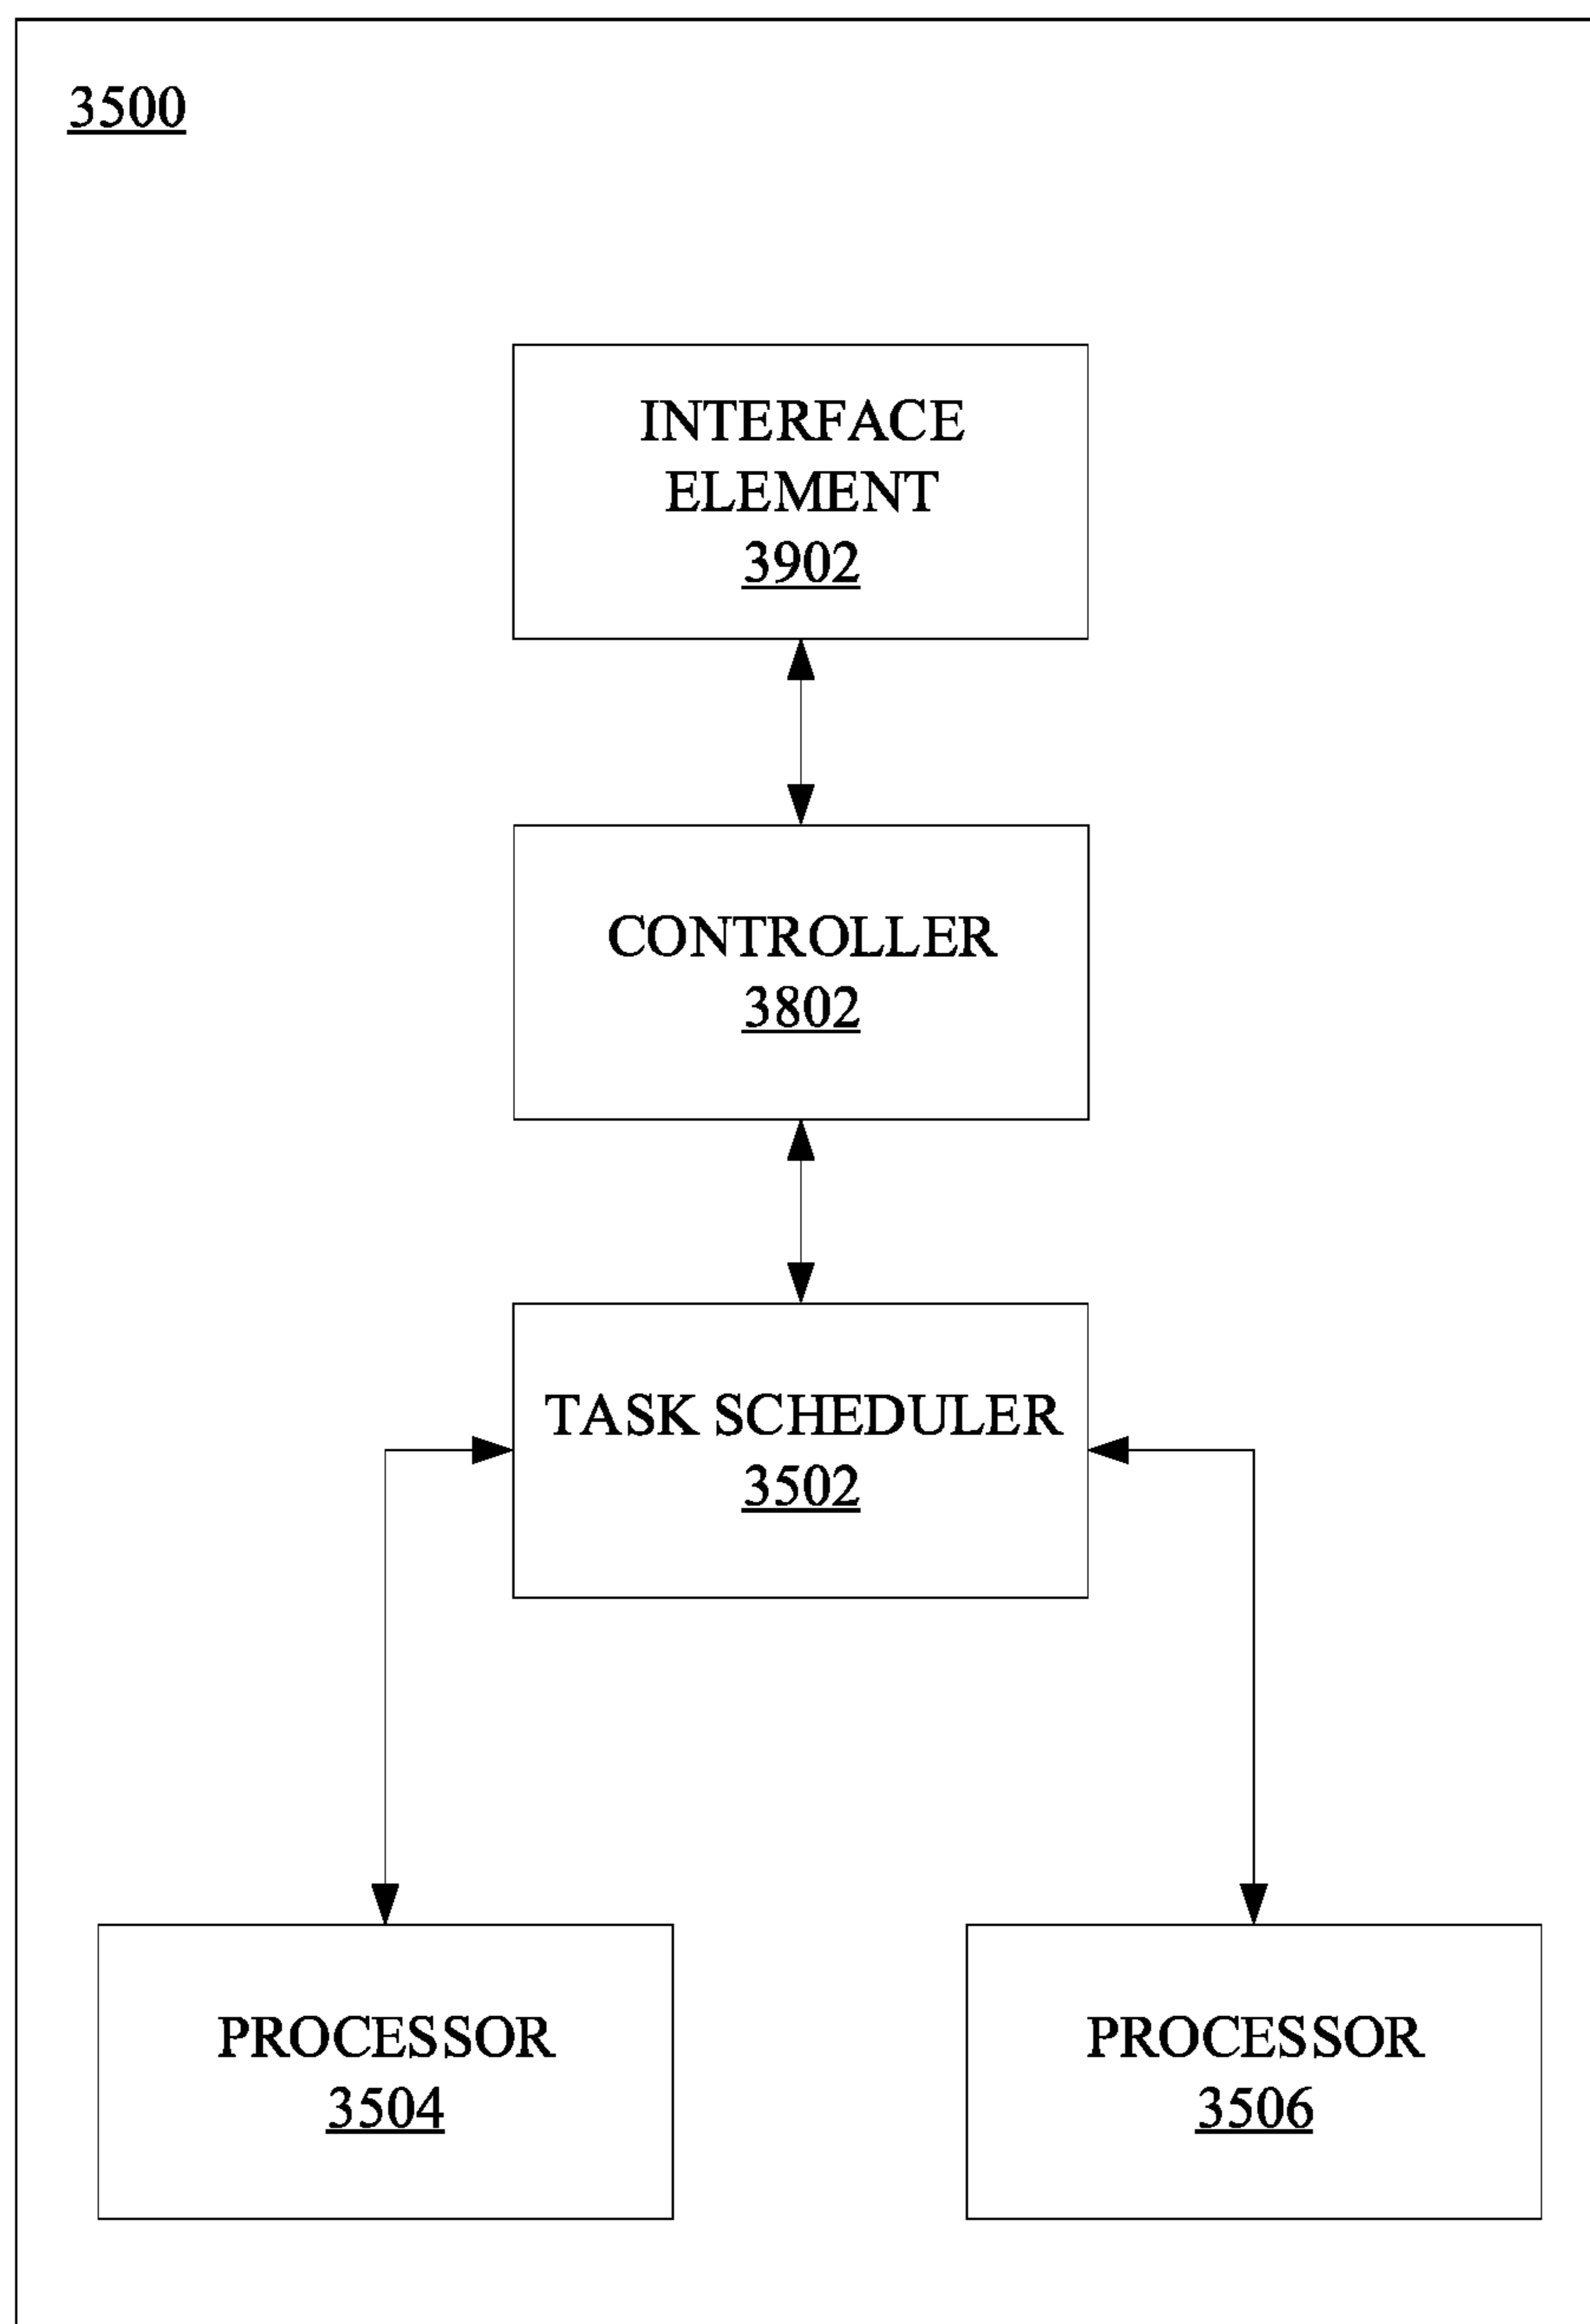 3500
INTERFACE
ELEMENT
3902
CONTROLLER
3802
TASK SCHEDULER
3502
PROCESSOR
3504
PROCESSOR
3506